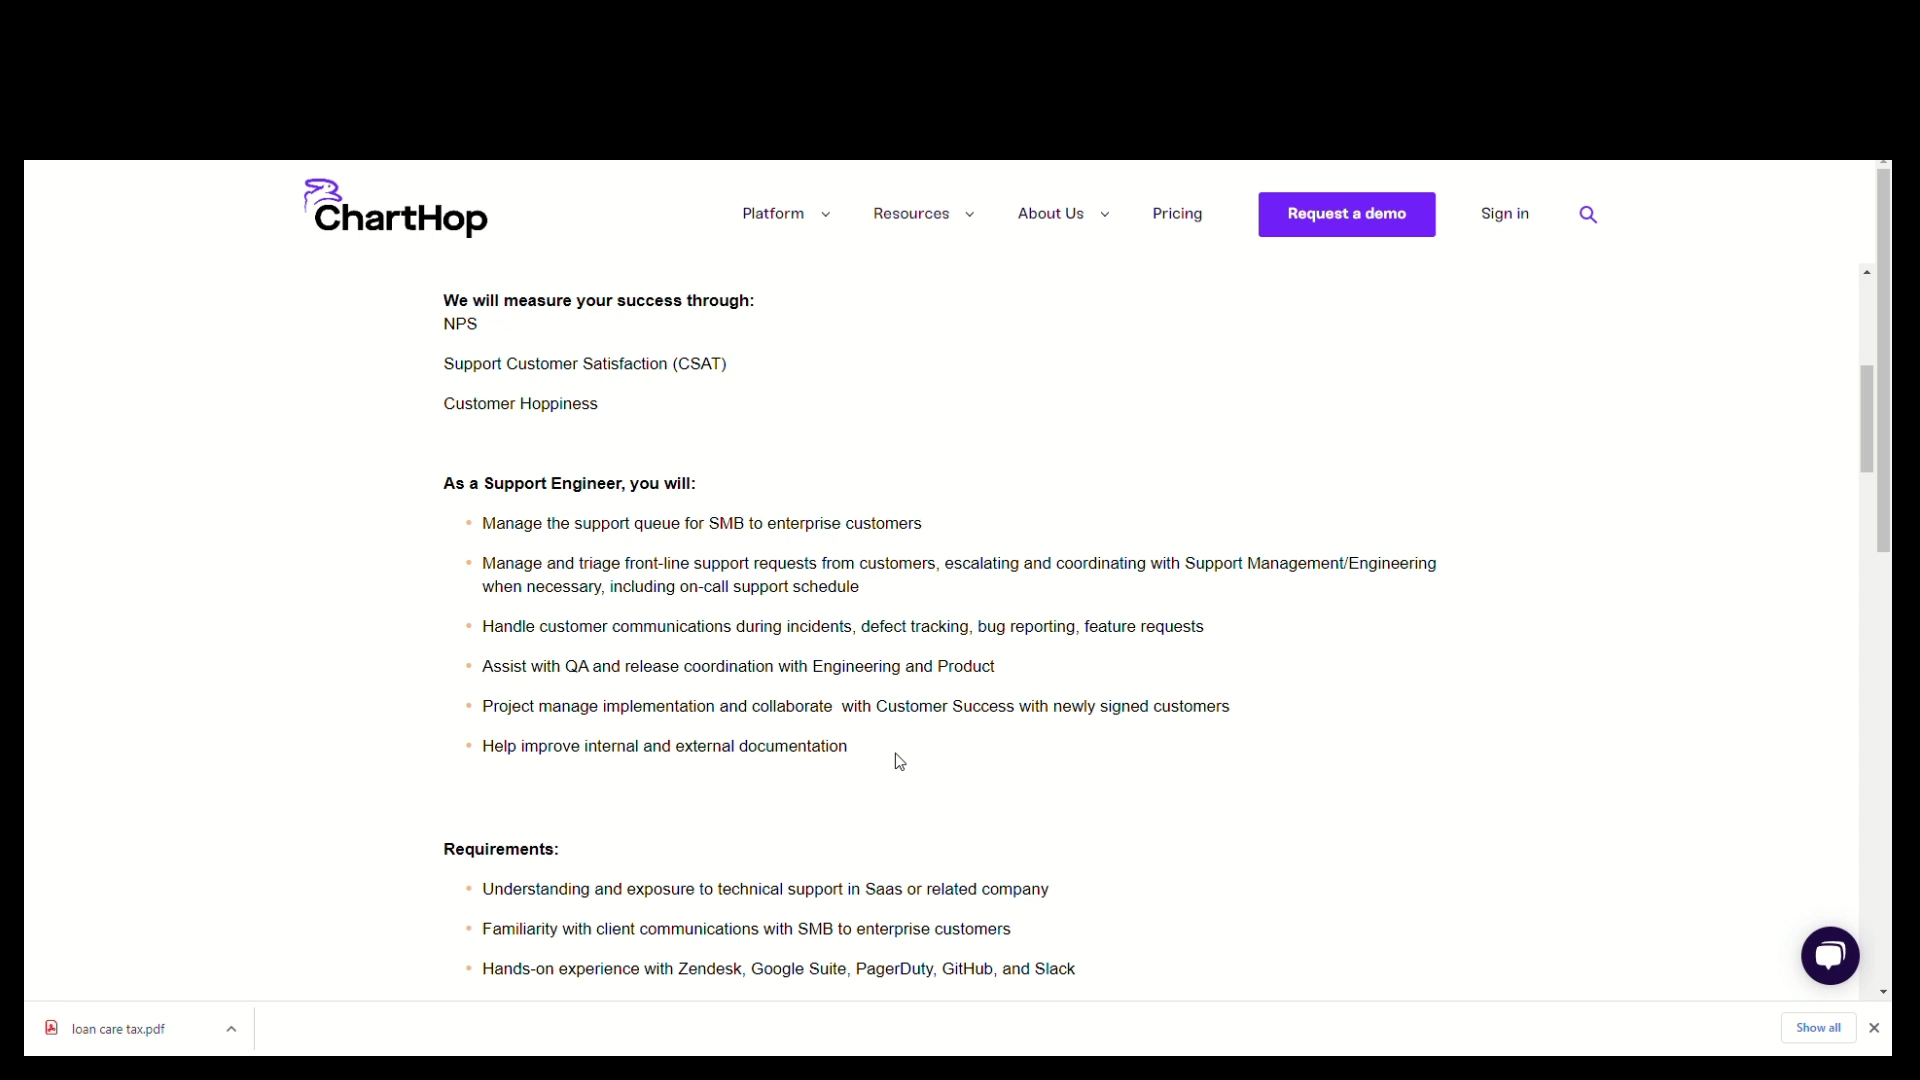 ChartHop
Platform
Resources
About Us
Pricing
Request a demo
Sign in
We will measure your success through:
NPS
Support Customer Satisfaction (CSAT)
Customer Hoppiness
As a Support Engineer, you will:
• Manage the support queue for SMB to enterprise customers
• Manage and triage front-line support requests from customers, escalating and coordinating with Support Management/Engineering
when necessary, including on-call support schedule
• Handle customer communications during incidents, defect tracking, bug reporting, feature requests
• Assist with QA and release coordination with Engineering and Product
• Project manage implementation and collaborate  with Customer Success with newly signed customers
• Help improve internal and external documentation
Requirements:
• Understanding and exposure to technical support in Saas or related company
• Familiarity with client communications with SMB to enterprise customers
• Hands-on experience with Zendesk, Google Suite, PagerDuty, GitHub, and Slack
loan care tax.pdf
Show all